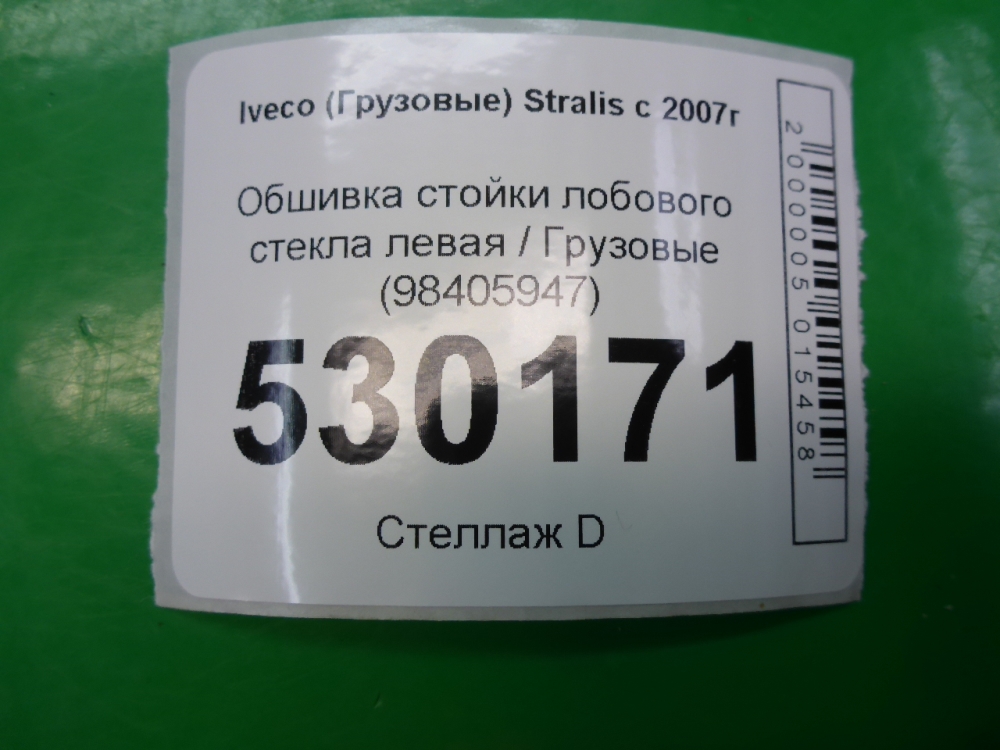 Iveco (Грузовые) Stralis с 2007г
Обшивка стойки лобового
стекла левая / Грузовые
(98405947)
530171
Стеллаж D
2000005015458